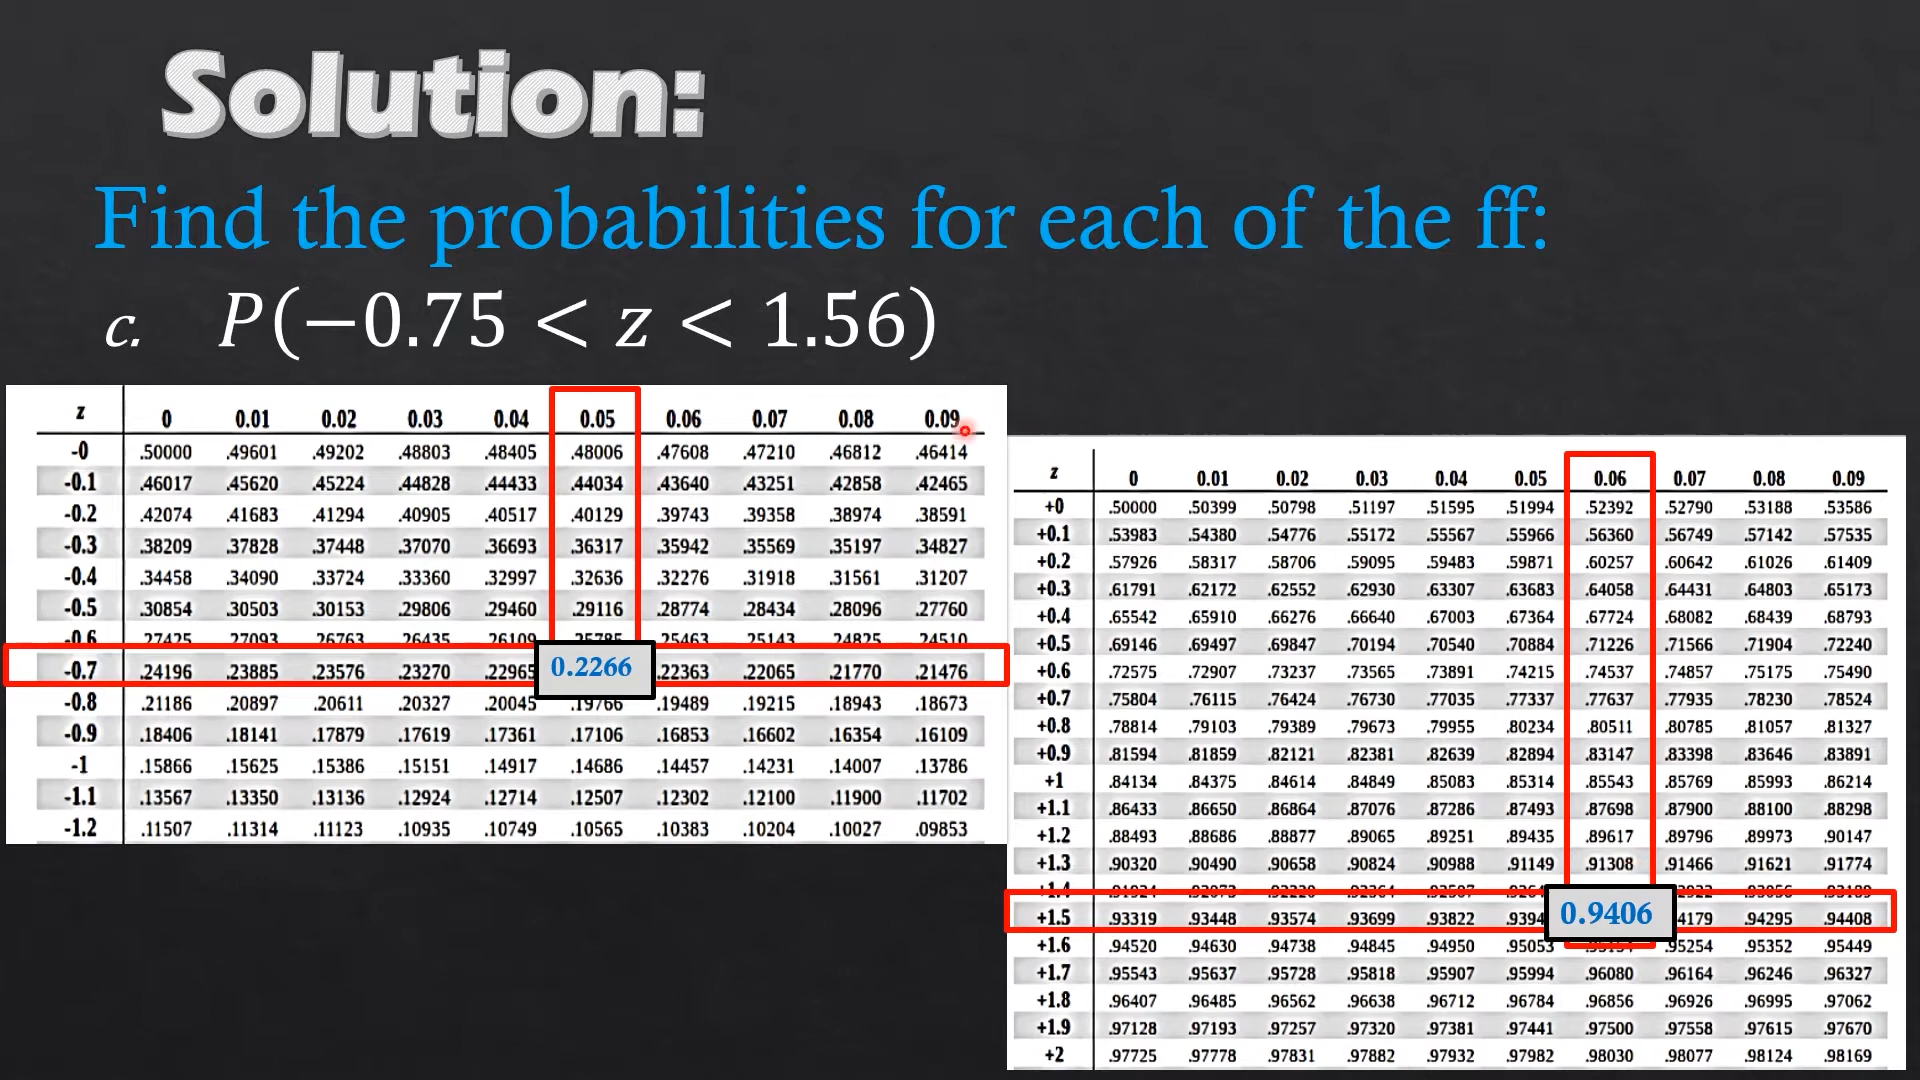 Solution:
Find the probabilities for each of the ff:
c. P(−0.75 < z < 1.56)
z 0 0.01 0.02 0.03 0.04 0.05 0.06 0.07 0.08 0.09
-0 .50000 .49601 .49202 .48803 .48405 .48006 .47608 .47210 .46812 .46414
-0.1 .46017 .45620 .45224 .44828 .44433 .44034 .43640 .43251 .42858 .42465
-0.2 .42074 .41683 .41294 .40905 .40517 .40129 .39743 .39358 .38974 .38591
-0.3 .38209 .37828 .37448 .37070 .36693 .36317 .35942 .35569 .35197 .34827
-0.4 .34458 .34090 .33724 .33360 .32997 .32636 .32276 .31918 .31561 .31207
-0.5 .30854 .30503 .30153 .29806 .29460 .29116 .28774 .28434 .28096 .27760
-0.6 .27425 .27093 .26763 .26435 .26109 .25785 .25463 .25143 .24825 .24510
-0.7 .24196 .23885 .23576 .23270 .22965 0.2266 .22363 .22065 .21770 .21476
-0.8 .21186 .20897 .20611 .20327 .20045 .19766 .19489 .19215 .18943 .18673
-0.9 .18406 .18141 .17879 .17619 .17361 .17106 .16853 .16602 .16354 .16109
-1 .15866 .15625 .15386 .15151 .14917 .14686 .14457 .14231 .14007 .13786
-1.1 .13567 .13350 .13136 .12924 .12714 .12507 .12302 .12100 .11900 .11702
-1.2 .11507 .11314 .11123 .10935 .10749 .10565 .10383 .10204 .10027 .09853
z 0 0.01 0.02 0.03 0.04 0.05 0.06 0.07 0.08 0.09
+0 .50000 .50399 .50798 .51197 .51595 .51994 .52392 .52790 .53188 .53586
+0.1 .53983 .54380 .54776 .55172 .55567 .55966 .56360 .56749 .57142 .57535
+0.2 .57926 .58317 .58706 .59095 .59483 .59871 .60257 .60642 .61026 .61409
+0.3 .61791 .62172 .62552 .62930 .63307 .63683 .64058 .64431 .64803 .65173
+0.4 .65542 .65910 .66276 .66640 .67003 .67364 .67724 .68082 .68439 .68793
+0.5 .69146 .69497 .69847 .70194 .70540 .70884 .71226 .71566 .71904 .72240
+0.6 .72575 .72907 .73237 .73565 .73891 .74215 .74537 .74857 .75175 .75490
+0.7 .75804 .76115 .76424 .76730 .77035 .77337 .77637 .77935 .78230 .78524
+0.8 .78814 .79103 .79389 .79673 .79955 .80234 .80511 .80785 .81057 .81327
+0.9 .81594 .81859 .82121 .82381 .82639 .82894 .83147 .83398 .83646 .83891
+1 .84134 .84375 .84614 .84849 .85083 .85314 .85543 .85769 .85993 .86214
+1.1 .86433 .86650 .86864 .87076 .87286 .87493 .87698 .87900 .88100 .88298
+1.2 .88493 .88686 .88877 .89065 .89251 .89435 .89617 .89796 .89973 .90147
+1.3 .90320 .90490 .90658 .90824 .90988 .91149 .91308 .91466 .91621 .91774
+1.4
+1.5 .93319 .93448 .93574 .93699 .93822 .9394 0.9406 4179 .94295 .94408
+1.6 .94520 .94630 .94738 .94845 .94950 .95053 .95154 .95254 .95352 .95449
+1.7 .95543 .95637 .95728 .95818 .95907 .95994 .96080 .96164 .96246 .96327
+1.8 .96407 .96485 .96562 .96638 .96712 .96784 .96856 .96926 .96995 .97062
+1.9 .97128 .97193 .97257 .97320 .97381 .97441 .97500 .97558 .97615 .97670
+2 .97725 .97778 .97831 .97882 .97932 .97982 .98030 .98077 .98124 .98169